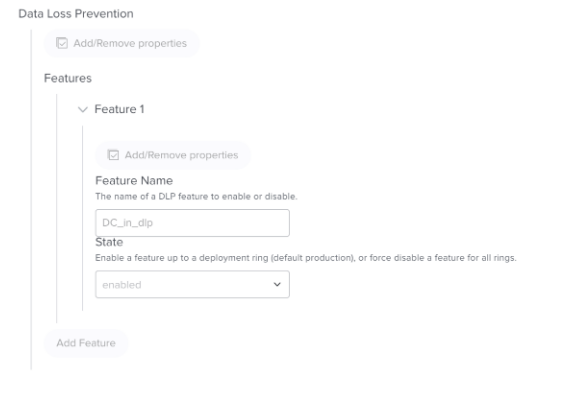 Data Loss Prevention
Add/Remove properties
Features
Feature 1
Add/Remove properties
Feature Name
The name of a DLP feature to enable or disable.
DC_in_dlp
State
Enable a feature up to a deployment ring (default production), or force disable a feature for all rings.
enabled
Add Feature